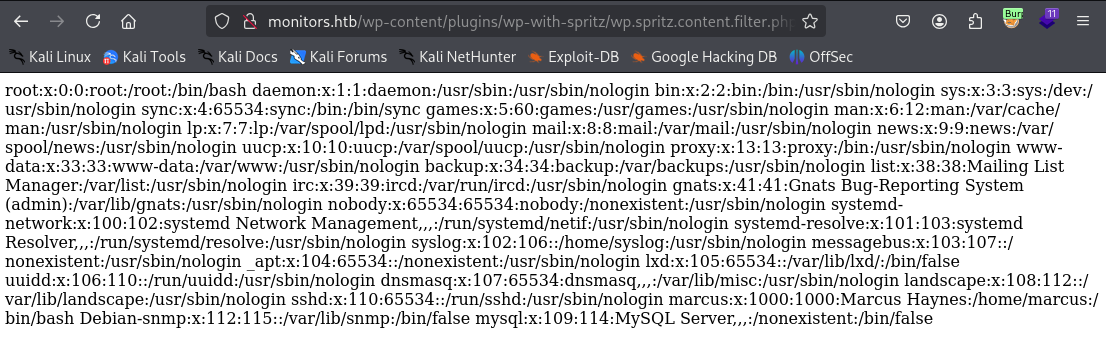 monitors.htb/wp-content/plugins/wp-with-spritz/wp.spritz.content.filter.php
Bur
11
Kali Linux Kali Tools Kali Docs Kali Forums Kali NetHunter Exploit-DB Google Hacking DB OffSec
root:x:0:0:root:/root:/bin/bash daemon:x:1:1:daemon:/usr/sbin:/usr/sbin/nologin bin:x:2:2:bin:/bin:/usr/sbin/nologin sys:x:3:3:sys:/dev:/
usr/sbin/nologin sync:x:4:65534:sync:/bin:/bin/sync games:x:5:60:games:/usr/games:/usr/sbin/nologin man:x:6:12:man:/var/cache/
man:/usr/sbin/nologin lp:x:7:7:lp:/var/spool/lpd:/usr/sbin/nologin mail:x:8:8:mail:/var/mail:/usr/sbin/nologin news:x:9:9:news:/var/
spool/news:/usr/sbin/nologin uucp:x:10:10:uucp:/var/spool/uucp:/usr/sbin/nologin proxy:x:13:13:proxy:/bin:/usr/sbin/nologin www-
data:x:33:33:www-data:/var/www:/usr/sbin/nologin backup:x:34:34:backup:/var/backups:/usr/sbin/nologin list:x:38:38:Mailing List
Manager:/var/list:/usr/sbin/nologin irc:x:39:39:ircd:/var/run/ircd:/usr/sbin/nologin gnats:x:41:41:Gnats Bug-Reporting System
(admin):/var/lib/gnats:/usr/sbin/nologin nobody:x:65534:65534:nobody:/nonexistent:/usr/sbin/nologin systemd-
network:x:100:102:systemd Network Management,,,:/run/systemd/netif:/usr/sbin/nologin systemd-resolve:x:101:103:systemd
Resolver,,,:/run/systemd/resolve:/usr/sbin/nologin syslog:x:102:106::/home/syslog:/usr/sbin/nologin messagebus:x:103:107::/
nonexistent:/usr/sbin/nologin _apt:x:104:65534::/nonexistent:/usr/sbin/nologin lxd:x:105:65534::/var/lib/lxd/:/bin/false
uuidd:x:106:110::/run/uuidd:/usr/sbin/nologin dnsmasq:x:107:65534:dnsmasq,,,:/var/lib/misc:/usr/sbin/nologin landscape:x:108:112::/
var/lib/landscape:/usr/sbin/nologin sshd:x:110:65534::/run/sshd:/usr/sbin/nologin marcus:x:1000:1000:Marcus Haynes:/home/marcus:/
bin/bash Debian-snmp:x:112:115::/var/lib/snmp:/bin/false mysql:x:109:114:MySQL Server,,,:/nonexistent:/bin/false